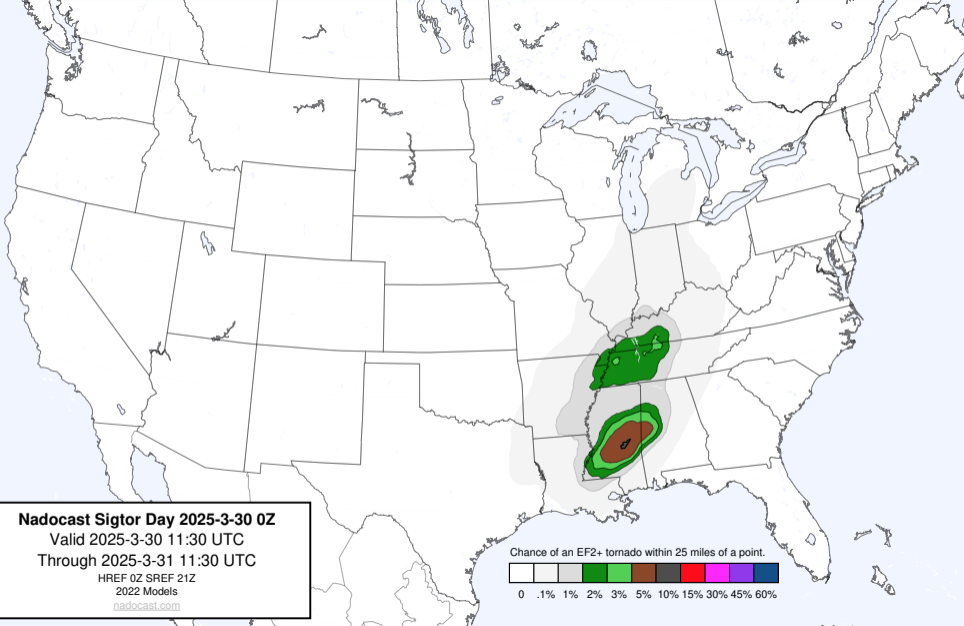 Nadocast Sigtor Day 2025-3-30 0Z
Valid 2025-3-30 11:30 UTC
Through 2025-3-31 11:30 UTC
HREF 0Z SREF 21Z
2022 Models
nadocast.com
Chance of an EF2+ tornado within 25 miles of a point.
0 .1% 1% 2% 3% 5% 10% 15% 30% 45% 60%